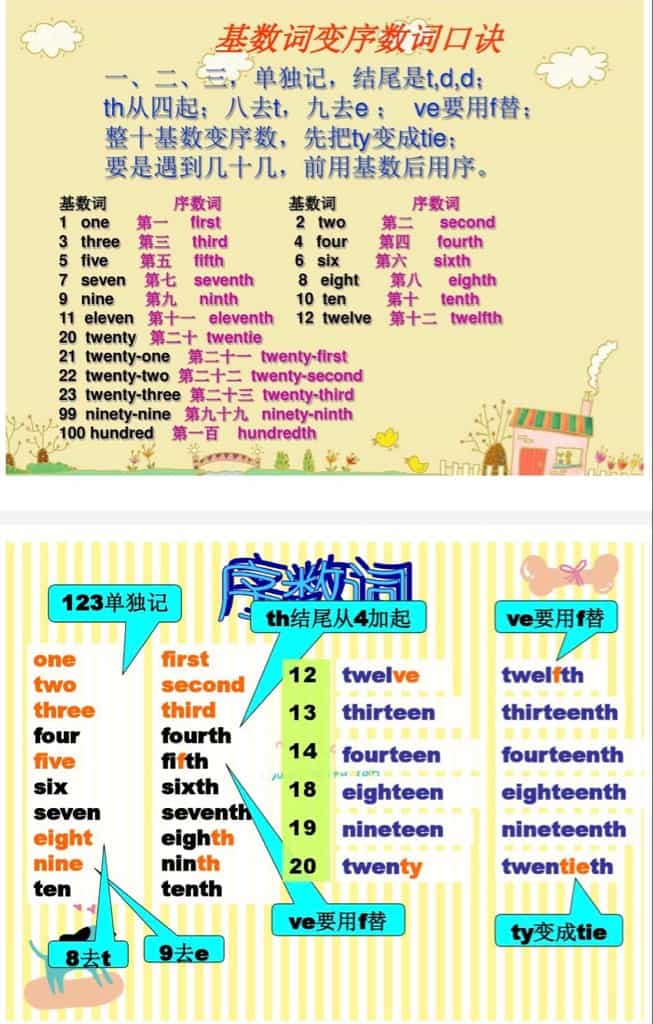 基数词变序数词口诀
一、二、三，单独记，结尾是t,d,d；
th从四起；八去t，九去e； ve要用f替；
整十基数变序数，先把ty变成tie；
要是遇到几十几，前用基数后用序。
基数词 序数词 基数词 序数词
1 one 第一 first 2 two 第二 second
3 three 第三 third 4 four 第四 fourth
5 five 第五 fifth 6 six 第六 sixth
7 seven 第七 seventh 8 eight 第八 eighth
9 nine 第九 ninth 10 ten 第十 tenth
11 eleven 第十一 eleventh 12 twelve 第十二 twelfth
20 twenty 第二十 twentie
21 twenty-one 第二十一 twenty-first
22 twenty-two 第二十二 twenty-second
23 twenty-three 第二十三 twenty-third
99 ninety-nine 第九十九 ninety-ninth
100 hundred 第一百 hundredth
序数词
123单独记
th结尾从4加起
ve要用f替
one first
two second
three third
four fourth
five fifth
six sixth
seven seventh
eight eighth
nine ninth
ten tenth
12 twelve twelfth
13 thirteen thirteenth
14 fourteen fourteenth
18 eighteen eighteenth
19 nineteen nineteenth
20 twenty twentieth
8去t
9去e
ve要用f替
ty变成tie